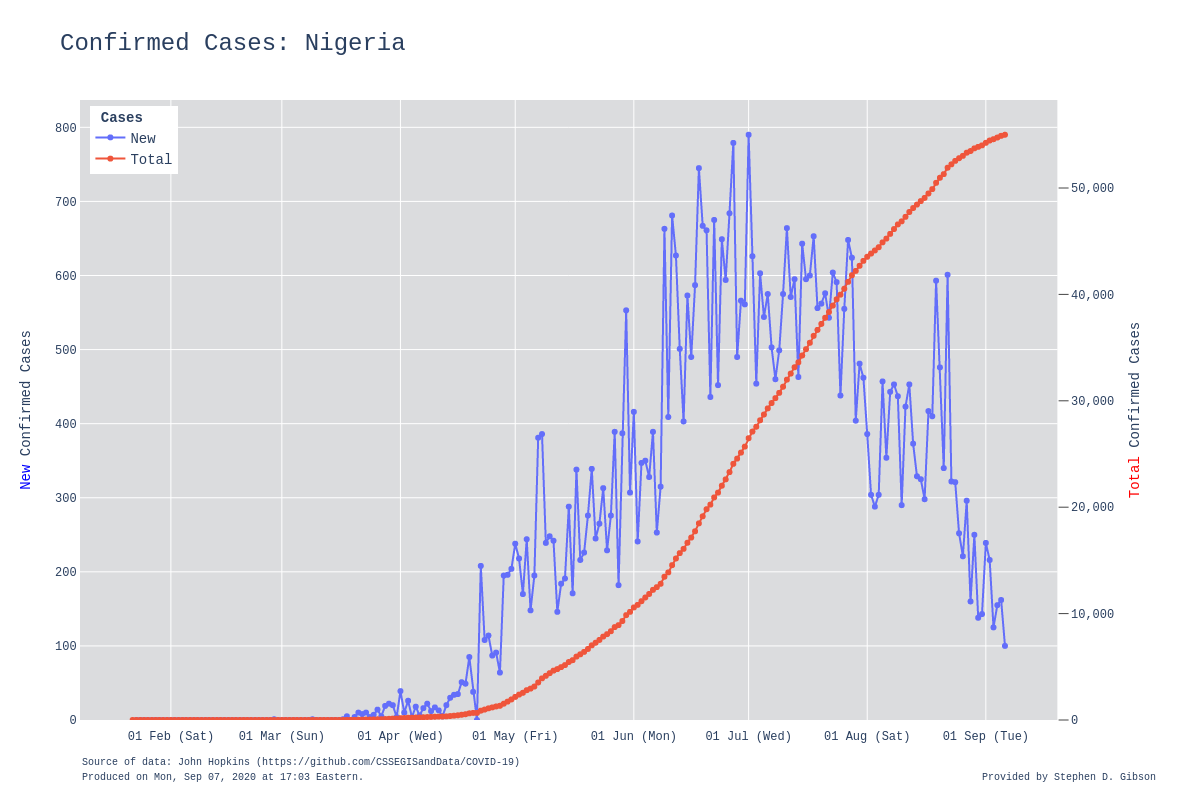 Confirmed Cases: Nigeria
Cases
New
Total
800
700
600
500
400
300
200
100
0
New Confirmed Cases
50,000
40,000
30,000
20,000
10,000
0
Total Confirmed Cases
01 Feb (Sat) 01 Mar (Sun) 01 Apr (Wed) 01 May (Fri) 01 Jun (Mon) 01 Jul (Wed) 01 Aug (Sat) 01 Sep (Tue)
Source of data: John Hopkins (https://github.com/CSSEGISandData/COVID-19)
Produced on Mon, Sep 07, 2020 at 17:03 Eastern.
Provided by Stephen D. Gibson